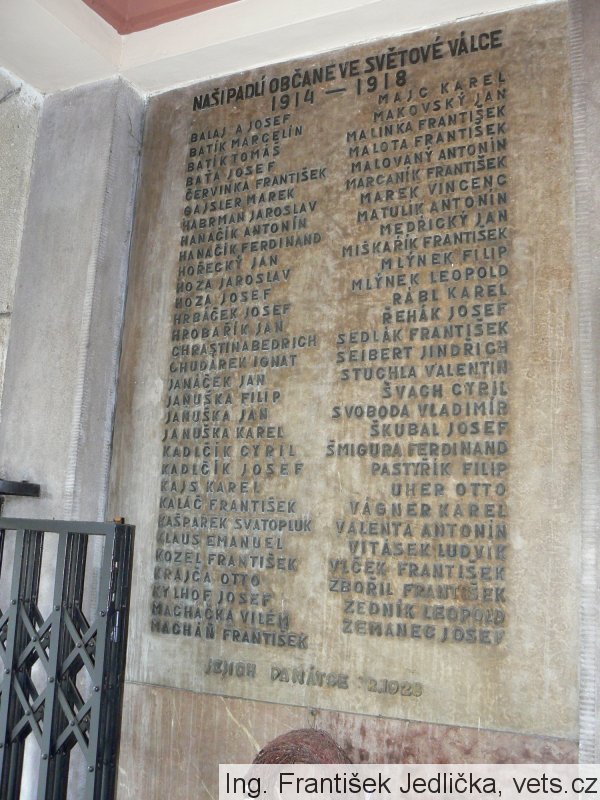 NAŠI PADLÍ OBČANÉ VE SVĚTOVÉ VÁLCE
1914 — 1918
BALAJKA JOSEF
BATÍK MARCELÍN
BATÍK TOMÁŠ
BAŤA JOSEF
ČERVINKA FRANTIŠEK
GAJSLER MAREK
HABRMAN JAROSLAV
HANÁČÍK ANTONÍN
HANÁČÍK FERDINAND
HOŘECKÝ JAN
HOZA JAROSLAV
HOZA JOSEF
HRBÁČEK JOSEF
HROBAŘÍK JAN
CHRASTINA BEDŘICH
CHUDÁREK IGNAT
JANÁČEK JAN
JANUŠKA FILIP
JANUŠKA JAN
JANUŠKA KAREL
KADLČÍK CYRIL
KADLČÍK JOSEF
KAJS KAREL
KALÁČ FRANTIŠEK
KAŠPÁREK SVATOPLUK
KLAUS EMANUEL
KOZEL FRANTIŠEK
KRAJČA OTTO
KYLHOF JOSEF
MACHAČKA VILÉM
MACHÁŇ FRANTIŠEK
MAJC KAREL
MAKOVSKÝ JAN
MALINKA FRANTIŠEK
MALOTA FRANTIŠEK
MALOVANÝ ANTONÍN
MARCANÍK FRANTIŠEK
MAREK VINCENC
MATULÍK ANTONÍN
MEDŘICKÝ JAN
MIŠKAŘÍK FRANTIŠEK
MLÝNEK FILIP
MLÝNEK LEOPOLD
RÁBL KAREL
ŘEHÁK JOSEF
SEDLÁK FRANTIŠEK
SEIBERT JINDŘICH
STUCHLA VALENTIN
ŠVACH CYRIL
SVOBODA VLADIMÍR
ŠKUBAL JOSEF
ŠMIGURA FERDINAND
PASTYŘÍK FILIP
UHER OTTO
VÁGNER KAREL
VALENTA ANTONÍN
VITÁSEK LUDVÍK
VLČEK FRANTIŠEK
ZBOŘIL FRANTIŠEK
ZEDNÍK LEOPOLD
ZEMANEC JOSEF
JEJICH PAMÁTCE
Ing. František Jedlička, vets.cz